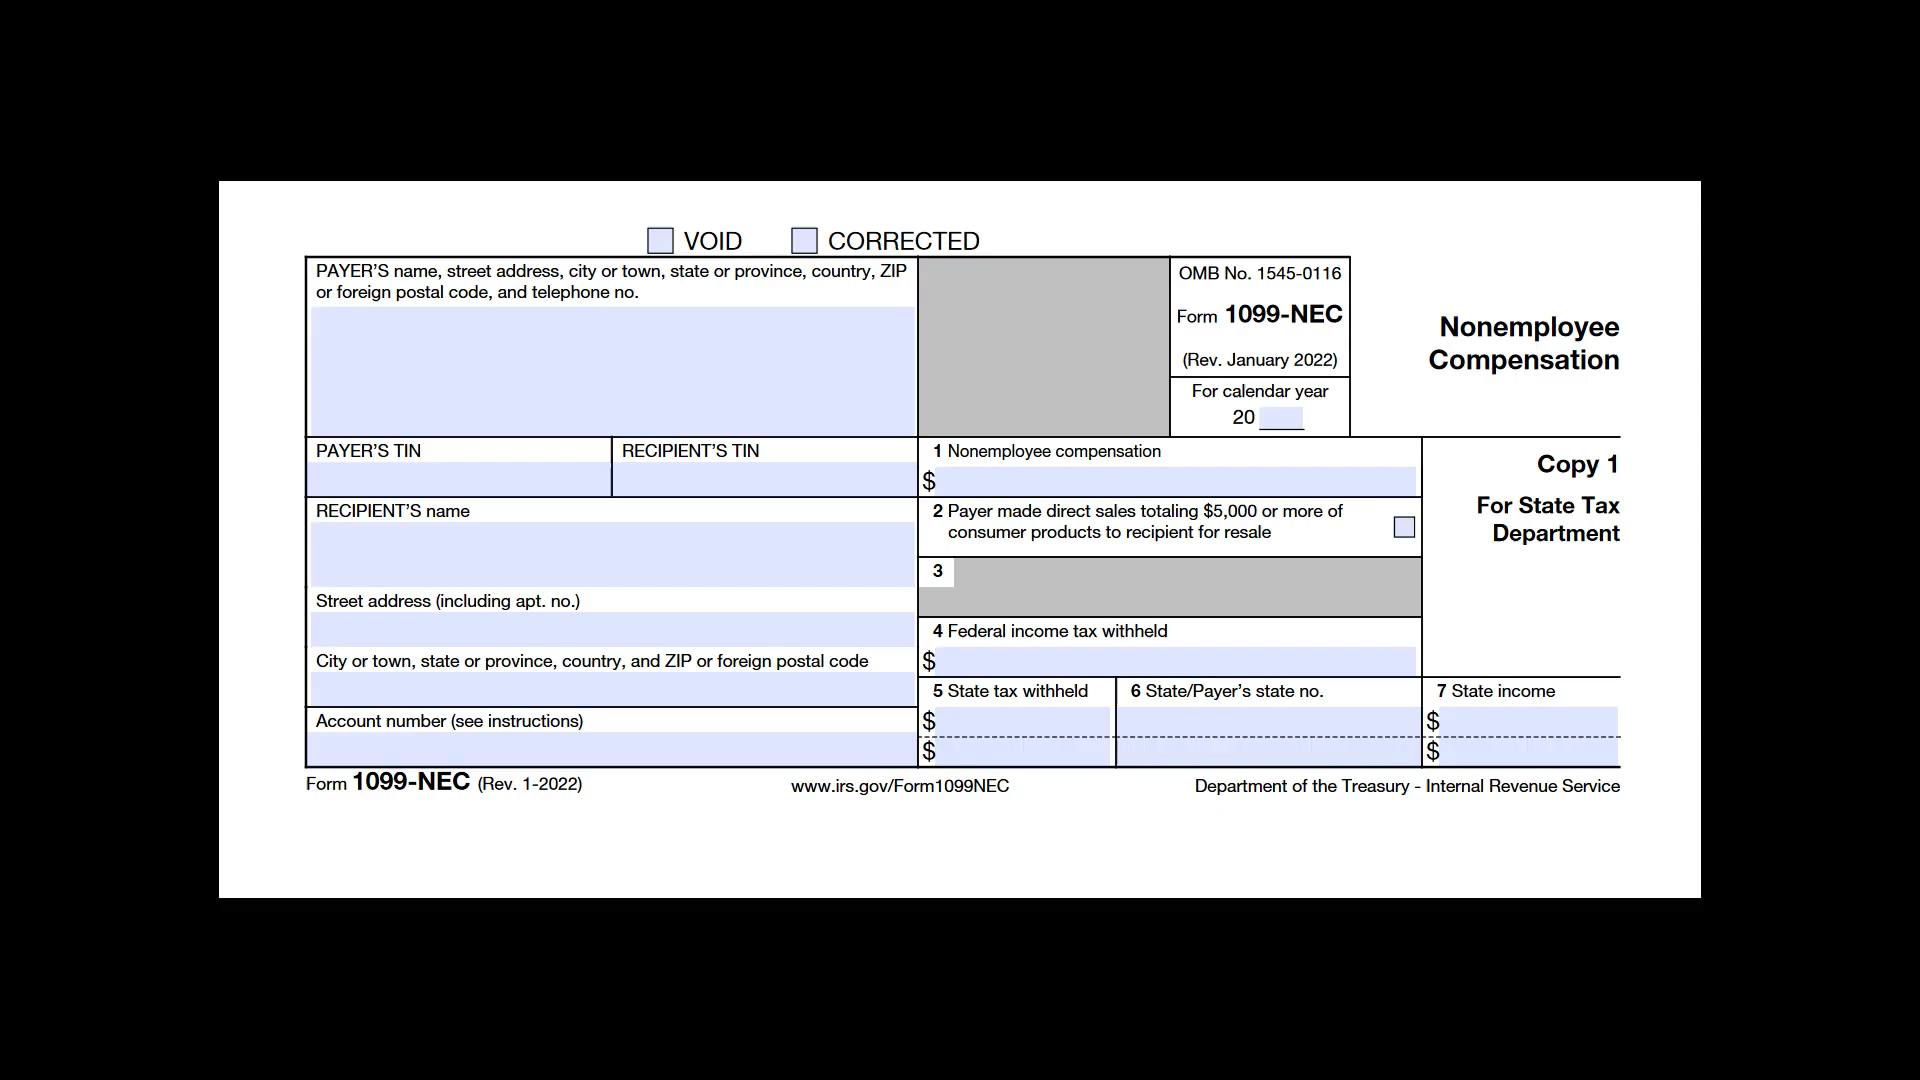 VOID CORRECTED
PAYER’S name, street address, city or town, state or province, country, ZIP
or foreign postal code, and telephone no.
OMB No. 1545-0116
Form 1099-NEC
(Rev. January 2022)
For calendar year
20
Nonemployee
Compensation
PAYER’S TIN
RECIPIENT’S TIN
1 Nonemployee compensation
$
Copy 1
For State Tax
Department
RECIPIENT’S name
2 Payer made direct sales totaling $5,000 or more of
consumer products to recipient for resale
3
Street address (including apt. no.)
4 Federal income tax withheld
$
City or town, state or province, country, and ZIP or foreign postal code
5 State tax withheld
$
$
6 State/Payer’s state no.
7 State income
$
$
Account number (see instructions)
Form 1099-NEC (Rev. 1-2022)
www.irs.gov/Form1099NEC
Department of the Treasury - Internal Revenue Service